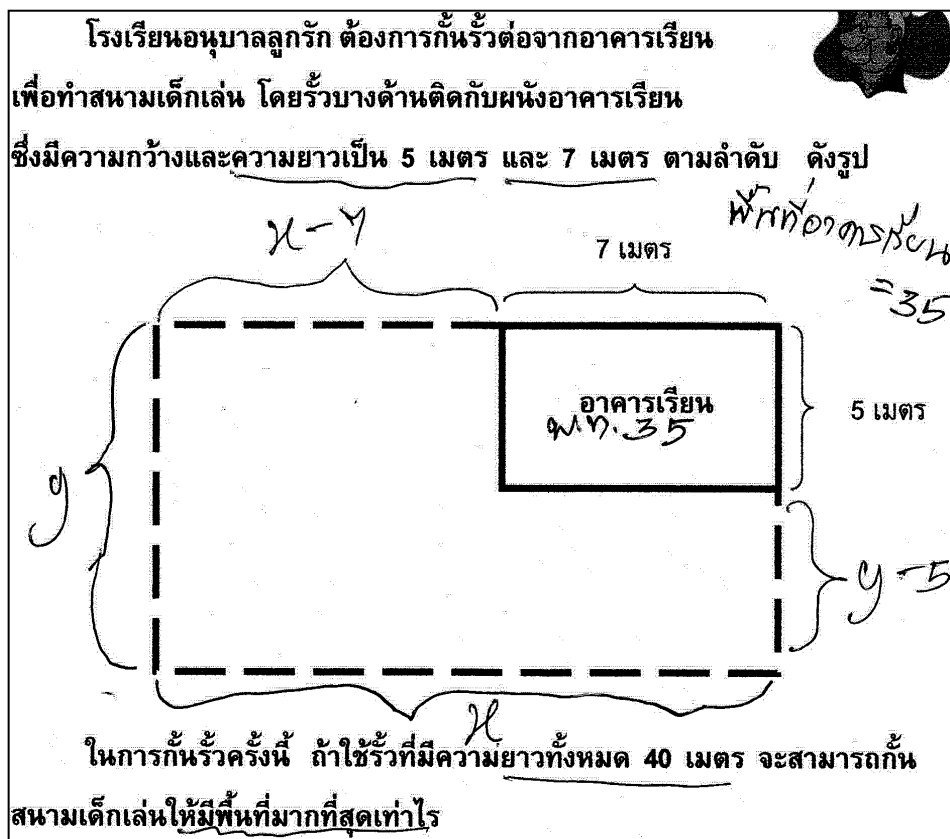 โรงเรียนอนุบาลลูกรัก ต้องการกั้นรั้วต่อจากอาคารเรียน
เพื่อทำสนามเด็กเล่น โดยรั้วบางด้านติดกับผนังอาคารเรียน
ซึ่งมีความกว้างและความยาวเป็น 5 เมตร และ 7 เมตร ตามลำดับ ดังรูป
x-7
7 เมตร
พื้นที่อาคารเรียน
=35
อาคารเรียน
พ.ท. 35
5 เมตร
y
y-5
x
ในการกั้นรั้วครั้งนี้ ถ้าใช้รั้วที่มีความยาวทั้งหมด 40 เมตร จะสามารถกั้น
สนามเด็กเล่นให้มีพื้นที่มากที่สุดเท่าไร